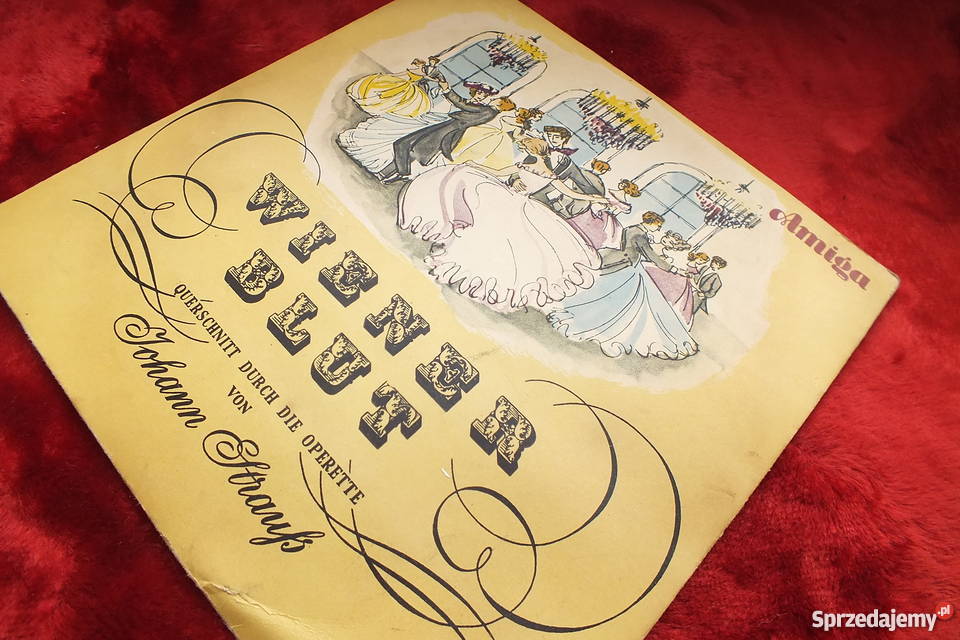 Amiga
WIENER
BLUT
QUERSCHNITT DURCH DIE OPERETTE
VON
Johann Strauß
Sprzedajemy.pl